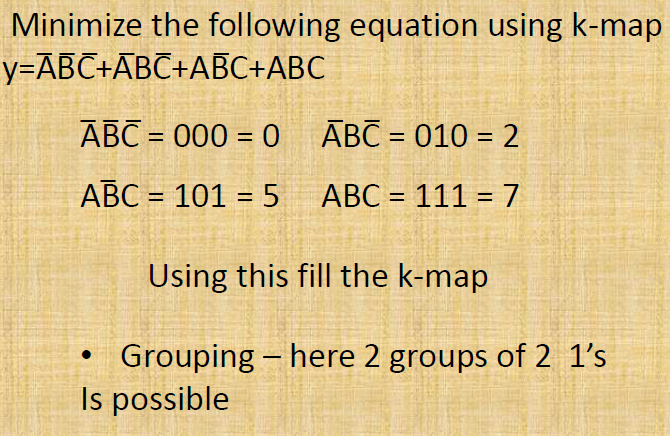 Minimize the following equation using k-map
y=A̅B̅C̅+A̅BC̅+AB̅C+ABC
A̅B̅C̅ = 000 = 0 A̅BC̅ = 010 = 2
AB̅C = 101 = 5 ABC = 111 = 7
Using this fill the k-map
• Grouping – here 2 groups of 2 1’s
Is possible